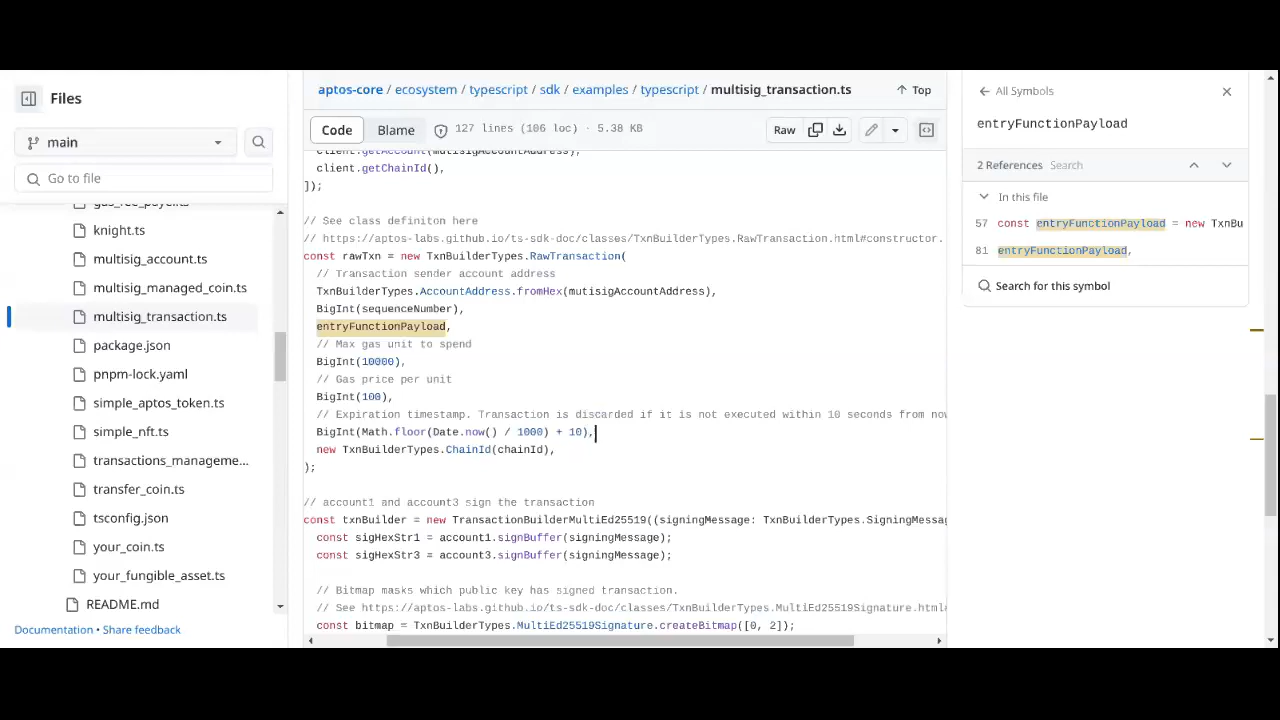 Files
main
Go to file
gas_fee_payer.ts
knight.ts
multisig_account.ts
multisig_managed_coin.ts
multisig_transaction.ts
package.json
pnpm-lock.yaml
simple_aptos_token.ts
simple_nft.ts
transactions_manageme...
transfer_coin.ts
tsconfig.json
your_coin.ts
your_fungible_asset.ts
README.md
Documentation • Share feedback
aptos-core / ecosystem / typescript / sdk / examples / typescript / multisig_transaction.ts
Top
Code Blame 127 lines (106 loc) · 5.38 KB Raw
client.getAccount(mutisigAccountAddress),
client.getChainId(),
]);
// See class definiton here
// https://aptos-labs.github.io/ts-sdk-doc/classes/TxnBuilderTypes.RawTransaction.html#constructor.
const rawTxn = new TxnBuilderTypes.RawTransaction(
// Transaction sender account address
TxnBuilderTypes.AccountAddress.fromHex(mutisigAccountAddress),
BigInt(sequenceNumber),
entryFunctionPayload,
// Max gas unit to spend
BigInt(10000),
// Gas price per unit
BigInt(100),
// Expiration timestamp. Transaction is discarded if it is not executed within 10 seconds from now
BigInt(Math.floor(Date.now() / 1000) + 10),
new TxnBuilderTypes.ChainId(chainId),
);
// account1 and account3 sign the transaction
const txnBuilder = new TransactionBuilderMultiEd25519((signingMessage: TxnBuilderTypes.SigningMessag
const sigHexStr1 = account1.signBuffer(signingMessage);
const sigHexStr3 = account3.signBuffer(signingMessage);
// Bitmap masks which public key has signed transaction.
// See https://aptos-labs.github.io/ts-sdk-doc/classes/TxnBuilderTypes.MultiEd25519Signature.html
const bitmap = TxnBuilderTypes.MultiEd25519Signature.createBitmap([0, 2]);
All Symbols
entryFunctionPayload
2 References Search
In this file
57 const entryFunctionPayload = new TxnBu
81 entryFunctionPayload,
Search for this symbol